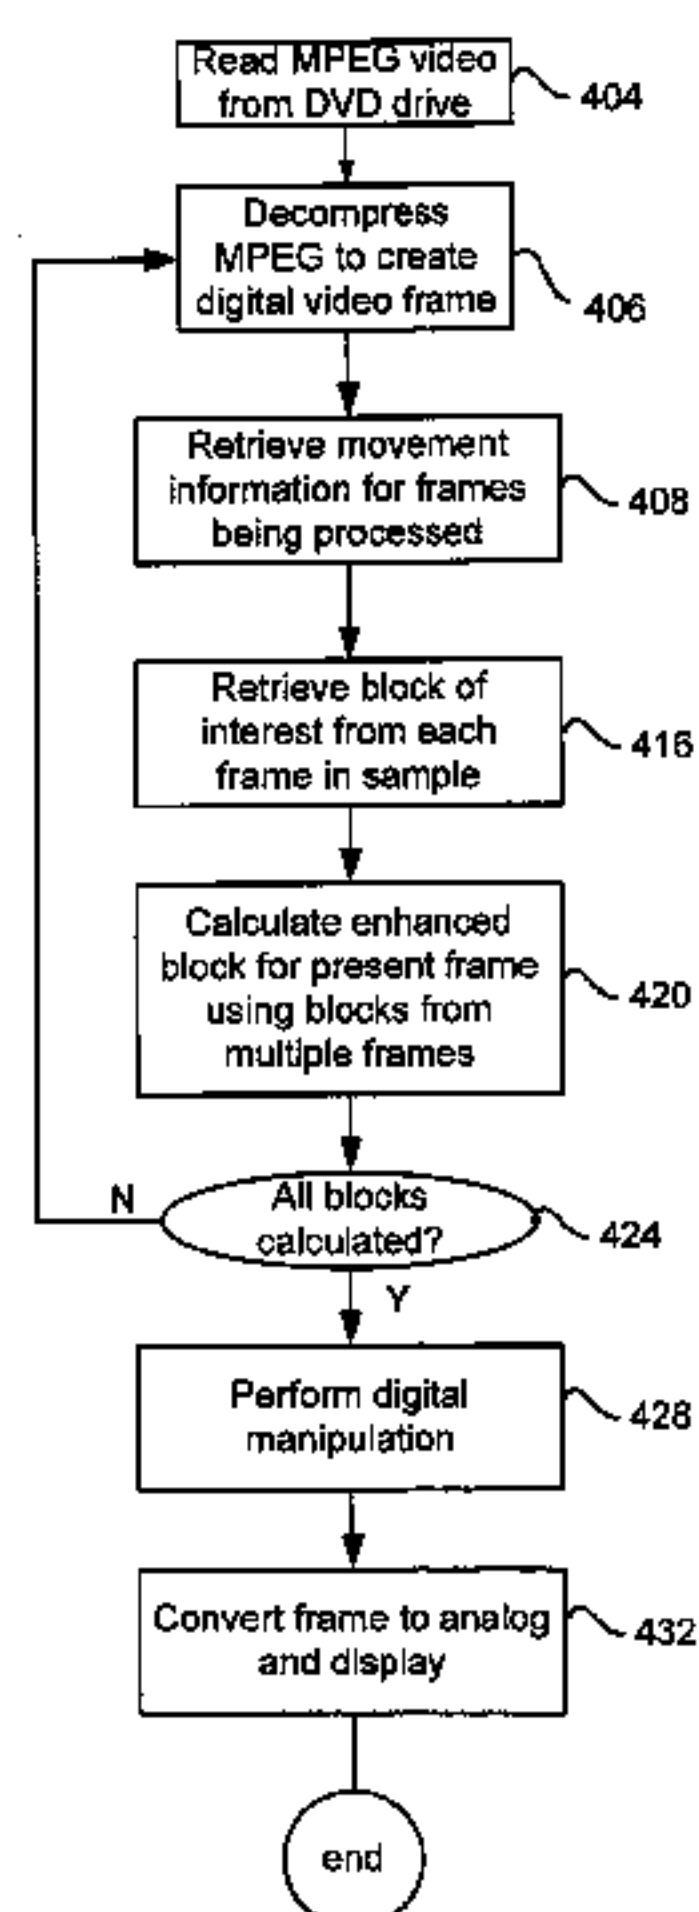 Read MPEG video
from DVD drive
404
Decompress
MPEG to create
digital video frame
406
Retrieve movement
information for frames
being processed
408
Retrieve block of
interest from each
frame in sample
416
Calculate enhanced
block for present frame
using blocks from
multiple frames
420
All blocks
calculated?
424
N
Y
Perform digital
manipulation
428
Convert frame to analog
and display
432
end